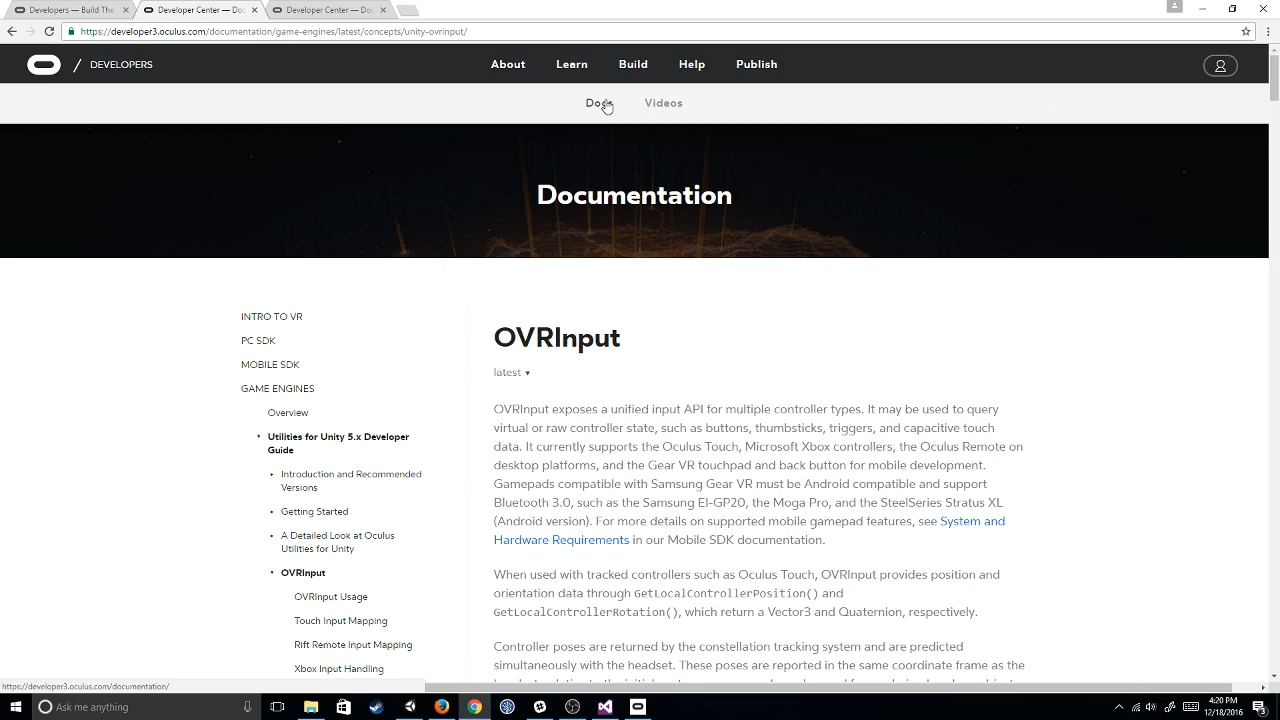 Developers — Build The
Developer Center — Doc
Developer Center — Doc
https://developer3.oculus.com/documentation/game-engines/latest/concepts/unity-ovrinput/
/ DEVELOPERS
About
Learn
Build
Help
Publish
Docs
Videos
Documentation
INTRO TO VR
PC SDK
MOBILE SDK
GAME ENGINES
Overview
Utilities for Unity 5.x Developer
Guide
Introduction and Recommended
Versions
Getting Started
A Detailed Look at Oculus
Utilities for Unity
OVRInput
OVRInput Usage
Touch Input Mapping
Rift Remote Input Mapping
Xbox Input Handling
OVRInput
latest ▾
OVRInput exposes a unified input API for multiple controller types. It may be used to query
virtual or raw controller state, such as buttons, thumbsticks, triggers, and capacitive touch
data. It currently supports the Oculus Touch, Microsoft Xbox controllers, the Oculus Remote on
desktop platforms, and the Gear VR touchpad and back button for mobile development.
Gamepads compatible with Samsung Gear VR must be Android compatible and support
Bluetooth 3.0, such as the Samsung EI-GP20, the Moga Pro, and the SteelSeries Stratus XL
(Android version). For more details on supported mobile gamepad features, see System and
Hardware Requirements in our Mobile SDK documentation.
When used with tracked controllers such as Oculus Touch, OVRInput provides position and
orientation data through GetLocalControllerPosition() and
GetLocalControllerRotation(), which return a Vector3 and Quaternion, respectively.
Controller poses are returned by the constellation tracking system and are predicted
simultaneously with the headset. These poses are reported in the same coordinate frame as the
https://developer3.oculus.com/documentation/
Ask me anything
4:20 PM
12/18/2016